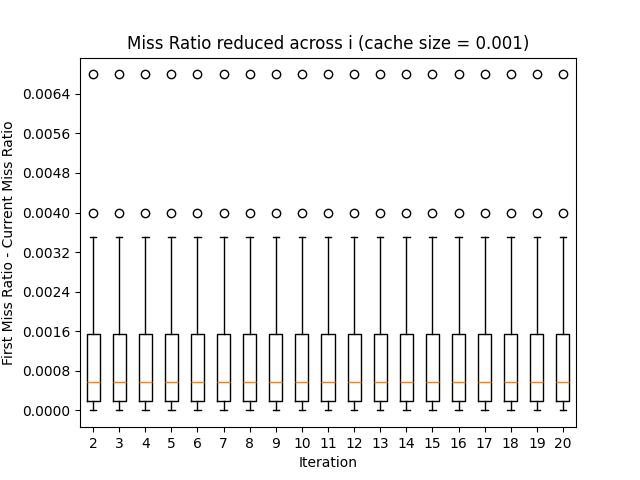 Miss Ratio reduced across i (cache size = 0.001)
First Miss Ratio - Current Miss Ratio
0.0064
0.0056
0.0048
0.0040
0.0032
0.0024
0.0016
0.0008
0.0000
2 3 4 5 6 7 8 9 10 11 12 13 14 15 16 17 18 19 20
Iteration